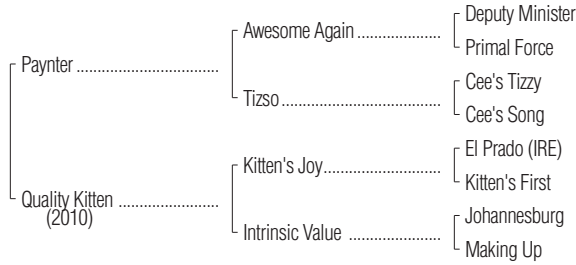 Deputy Minister
Awesome Again ..................
Primal Force
Paynter ...............................
Cee's Tizzy
Tizso ......................................
Cee's Song
El Prado (IRE)
Kitten's Joy.........................
Kitten's First
Quality Kitten ......................
(2010)
Johannesburg
Intrinsic Value ....................
Making Up